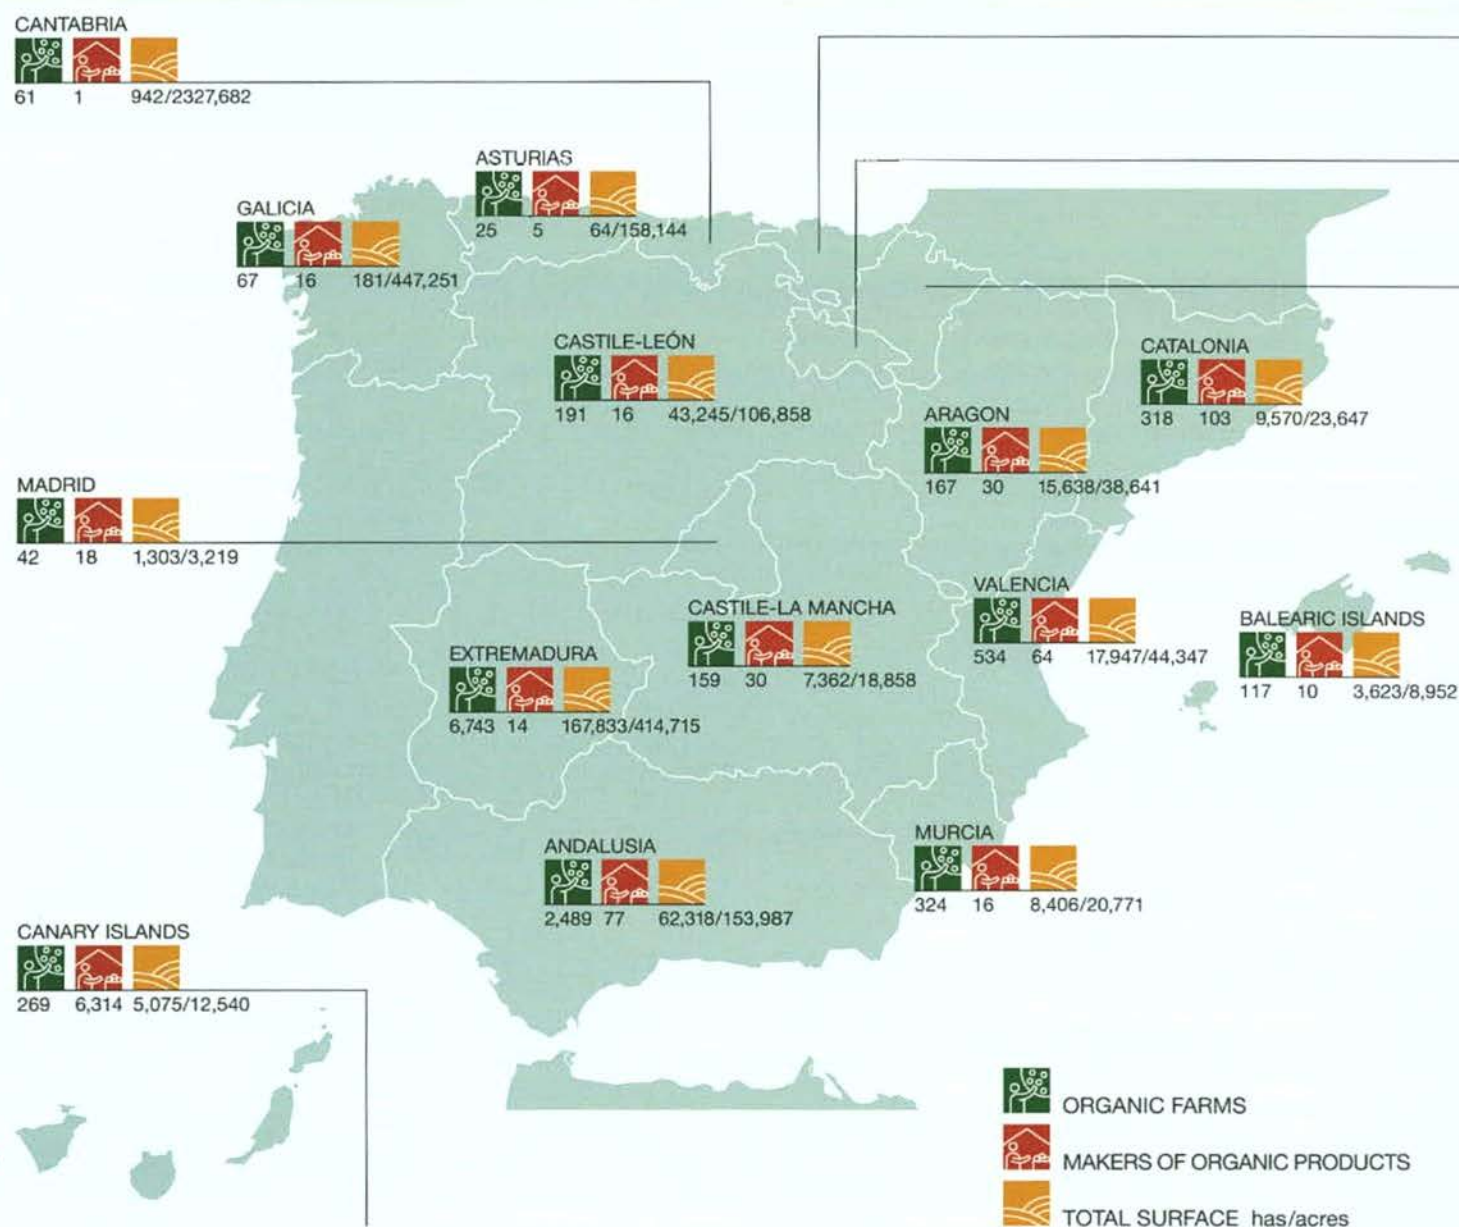 CANTABRIA
61 1 942/2327,682
ASTURIAS
25 5 64/158,144
GALICIA
67 16 181/447,251
CASTILE-LEÓN
191 16 43,245/106,858
CATALONIA
318 103 9,570/23,647
ARAGON
167 30 15,638/38,641
MADRID
42 18 1,303/3,219
VALENCIA
534 64 17,947/44,347
CASTILE-LA MANCHA
159 30 7,362/18,858
BALEARIC ISLANDS
117 10 3,623/8,952
EXTREMADURA
6,743 14 167,833/414,715
MURCIA
324 16 8,406/20,771
ANDALUSIA
2,489 77 62,318/153,987
CANARY ISLANDS
269 6,314 5,075/12,540
ORGANIC FARMS
MAKERS OF ORGANIC PRODUCTS
TOTAL SURFACE has/acres